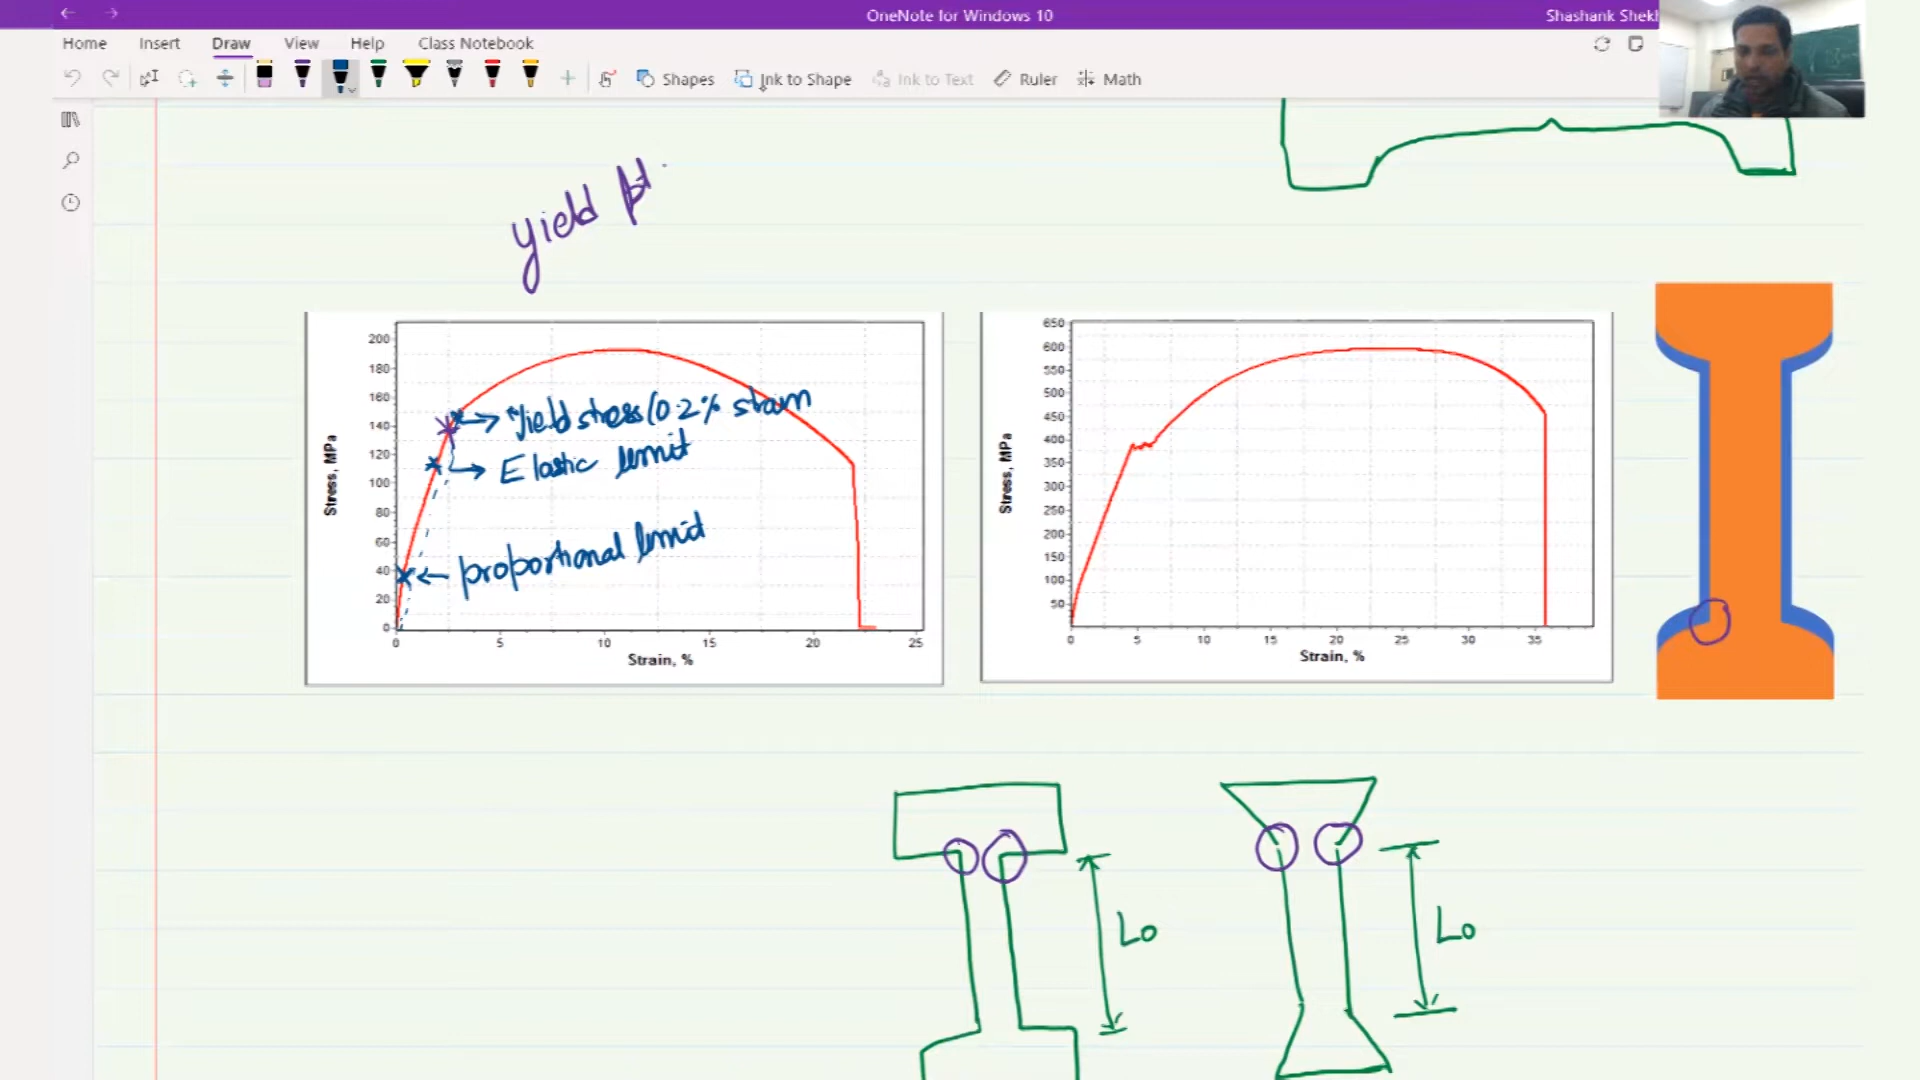 OneNote for Windows 10
Shashank Shekh
Home Insert Draw View Help Class Notebook
Shapes Ink to Shape Ink to Text Ruler Math
yield pt.
200
180
160
140
120
100
80
60
40
20
0
0 5 10 15 20 25
Stress, MPa
Strain, %
Yield stress (0.2% strain
Elastic limit
proportional limit
650
600
550
500
450
400
350
300
250
200
150
100
50
0 5 10 15 20 25 30 35
Stress, MPa
Strain, %
Lo
Lo